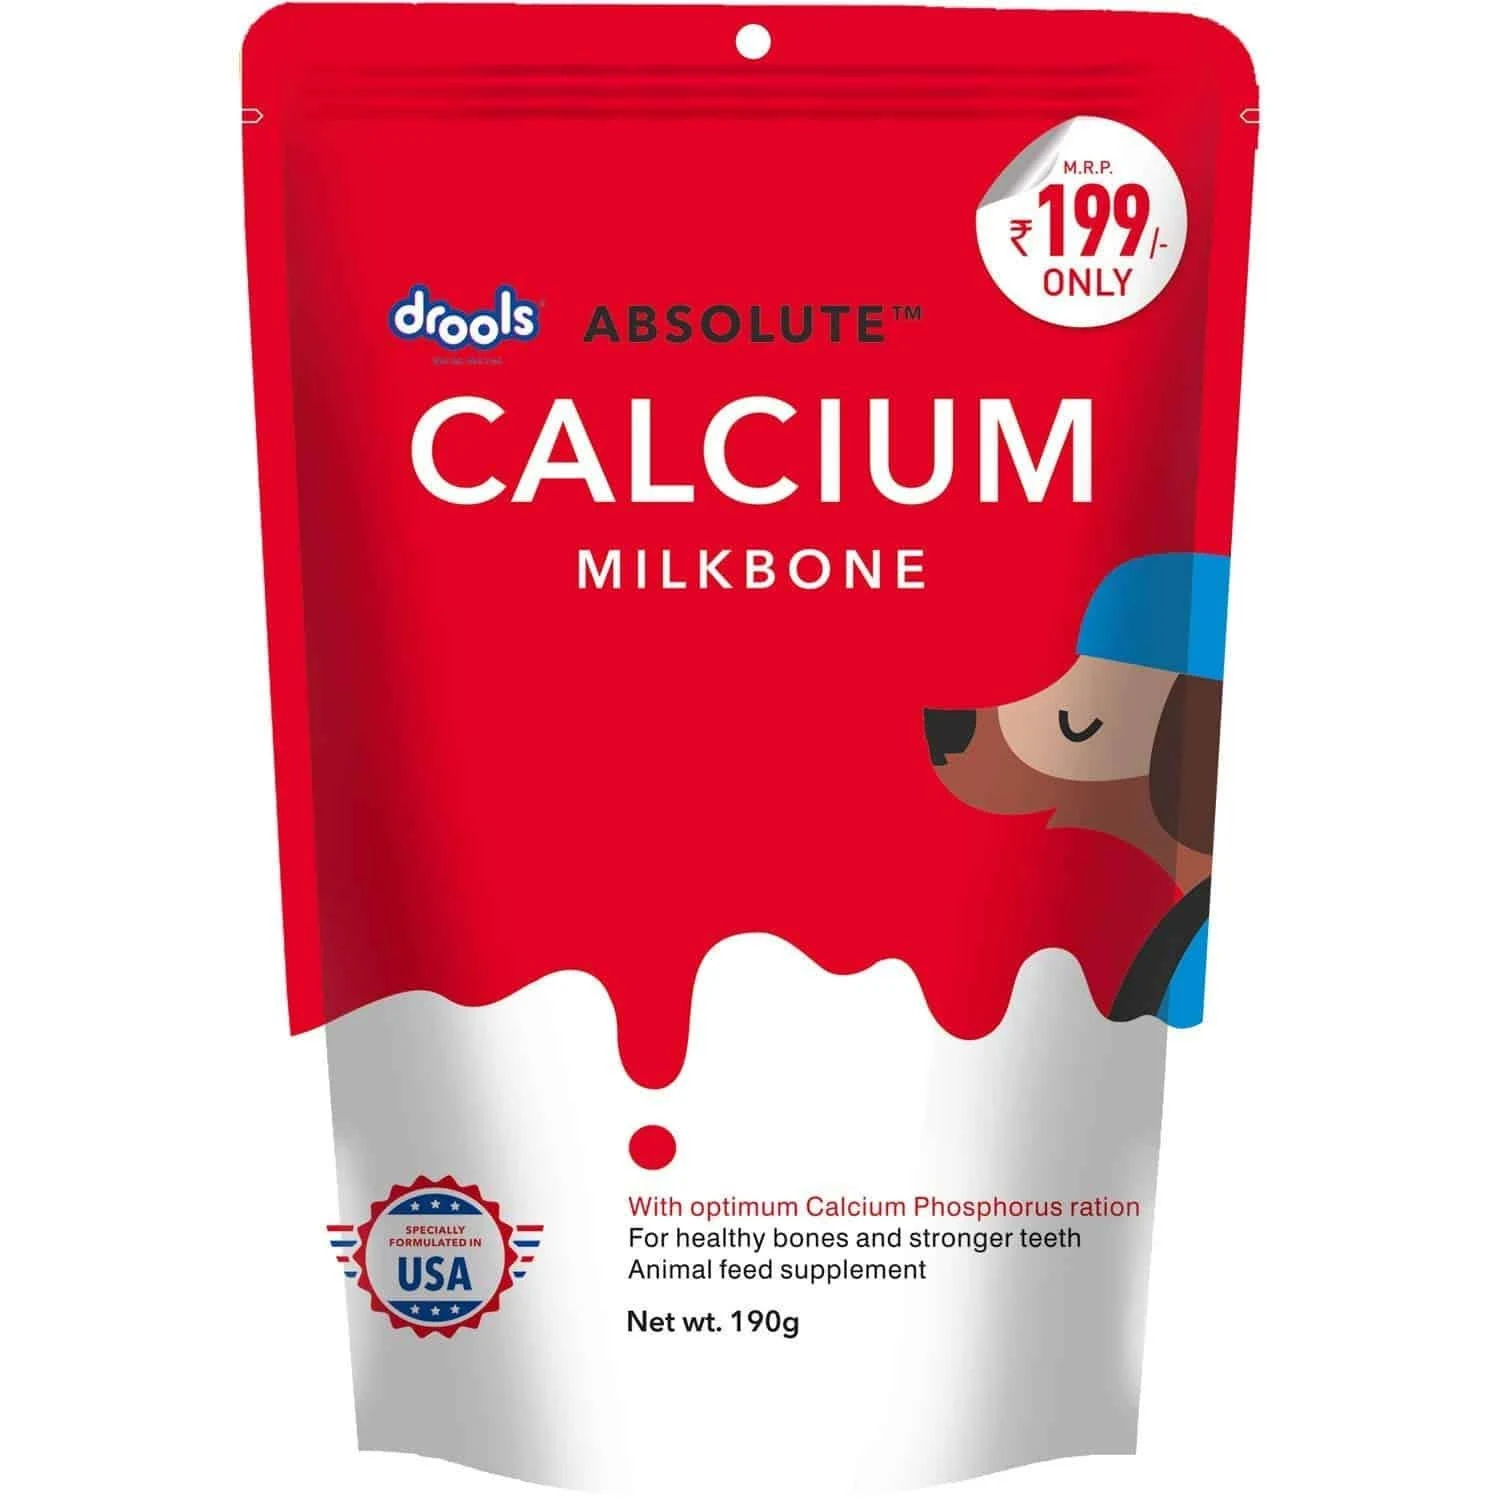 M.R.P.
₹199/-
ONLY
drools ABSOLUTE™
CALCIUM
MILKBONE
With optimum Calcium Phosphorus ration
For healthy bones and stronger teeth
Animal feed supplement
Net wt. 190g
SPECIALLY
FORMULATED IN
USA